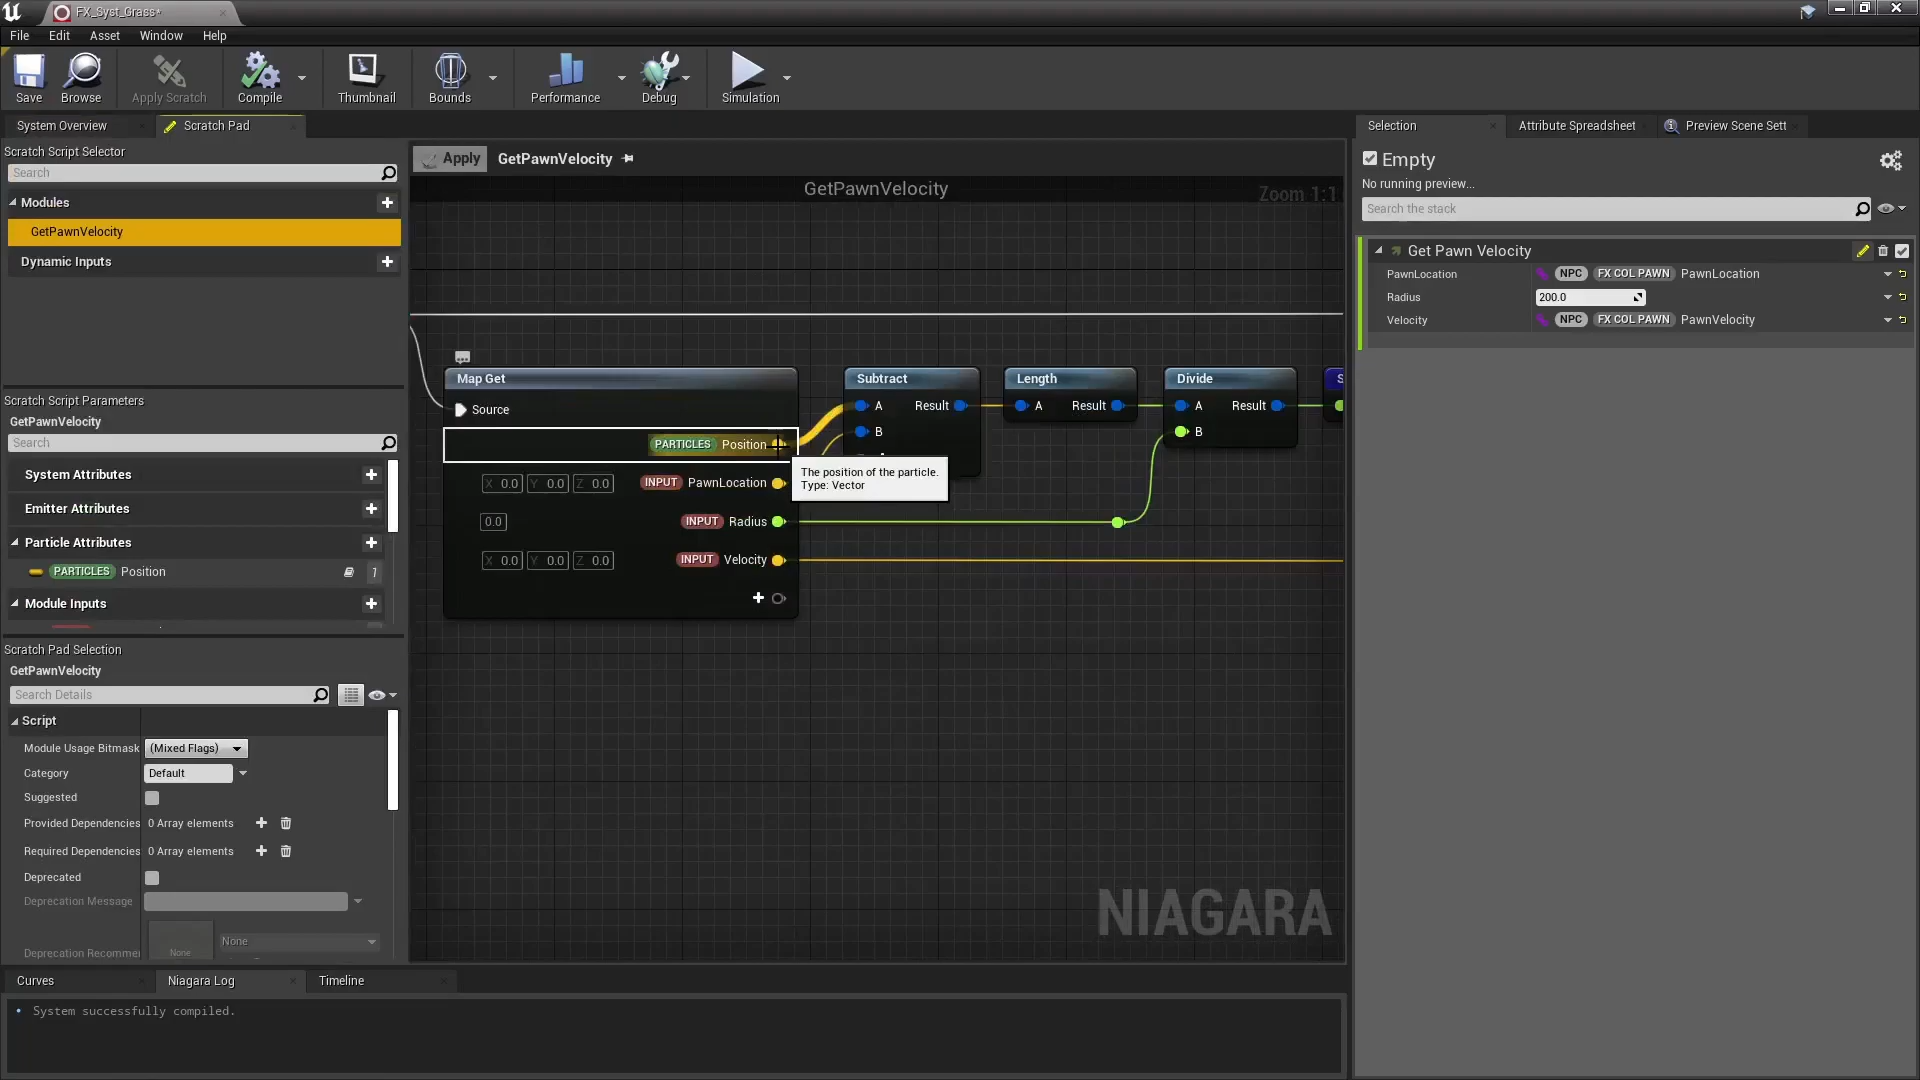 FX_Syst_Grass*
File Edit Asset Window Help
Save Browse Apply Scratch Compile Thumbnail Bounds Performance Debug Simulation
System Overview Scratch Pad
Scratch Script Selector
Search
Modules
GetPawnVelocity
Dynamic Inputs
Scratch Script Parameters
GetPawnVelocity
Search
System Attributes
Emitter Attributes
Particle Attributes
PARTICLES Position 1
Module Inputs
Scratch Pad Selection
GetPawnVelocity
Search Details
Script
Module Usage Bitmask (Mixed Flags)
Category Default
Suggested
Provided Dependencies 0 Array elements
Required Dependencies 0 Array elements
Deprecated
Deprecation Message
Deprecation Recomme
None None
Apply GetPawnVelocity
GetPawnVelocity
Zoom 1:1
Map Get
Source
PARTICLES Position
X 0.0 Y 0.0 Z 0.0 INPUT PawnLocation
0.0 INPUT Radius
X 0.0 Y 0.0 Z 0.0 INPUT Velocity
Subtract
A Result
B
The position of the particle.
Type: Vector
Length
A Result
Divide
A Result
B
S
NIAGARA
Selection Attribute Spreadsheet Preview Scene Sett
Empty
No running preview...
Search the stack
Get Pawn Velocity
PawnLocation NPC FX COL PAWN PawnLocation
Radius 200.0
Velocity NPC FX COL PAWN PawnVelocity
Curves Niagara Log Timeline
• System successfully compiled.